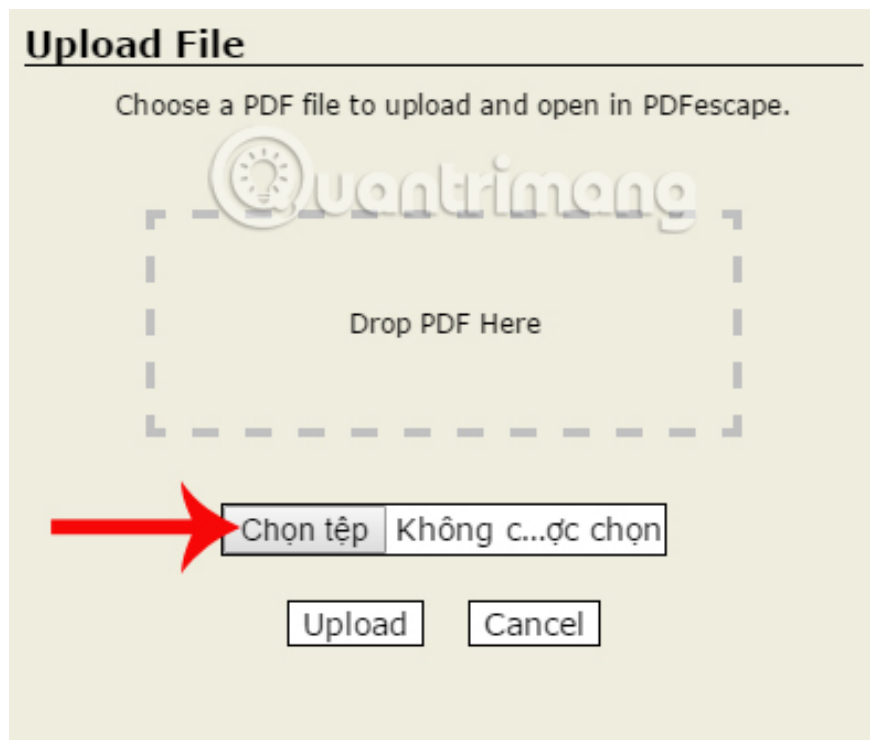 Upload File
Choose a PDF file to upload and open in PDFescape.
Quantrimang
Drop PDF Here
Chọn tệp Không c...ợc chọn
Upload Cancel